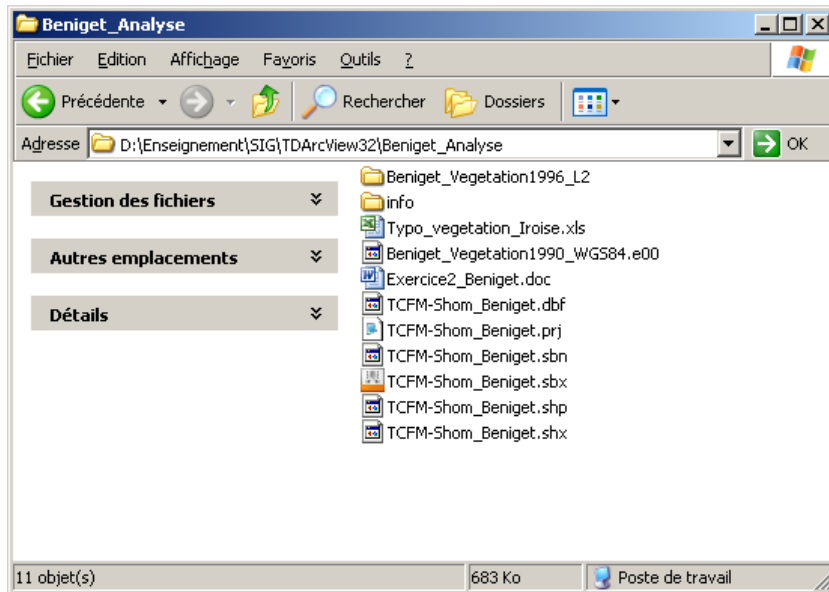 Beniget_Analyse
Fichier Edition Affichage Favoris Outils ?
Précédente Rechercher Dossiers
Adresse D:\Enseignement\SIG\TDArcView32\Beniget_Analyse OK
Gestion des fichiers
Autres emplacements
Détails
Beniget_Vegetation1996_L2
info
Typo_vegetation_Iroise.xls
Beniget_Vegetation1990_WGS84.e00
Exercice2_Beniget.doc
TCFM-Shom_Beniget.dbf
TCFM-Shom_Beniget.prj
TCFM-Shom_Beniget.sbn
TCFM-Shom_Beniget.sbx
TCFM-Shom_Beniget.shp
TCFM-Shom_Beniget.shx
11 objet(s) 683 Ko Poste de travail